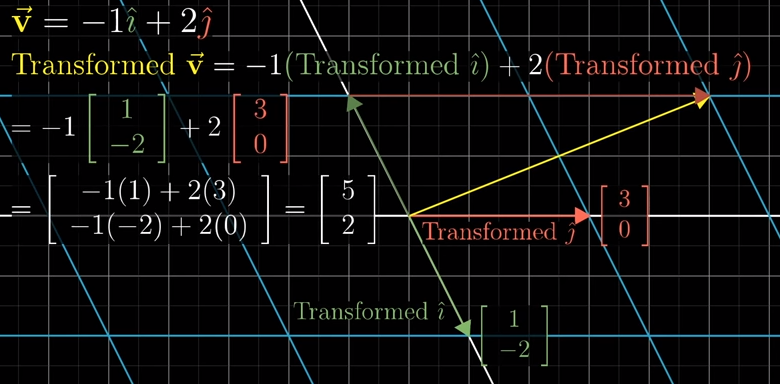 v⃗ = −1î + 2ĵ
Transformed v⃗ = −1(Transformed î) + 2(Transformed ĵ)
= −1 [ 1 −2 ] + 2 [ 3 0 ]
= [ −1(1) + 2(3) −1(−2) + 2(0) ] = [ 5 2 ]
Transformed ĵ [ 3 0 ]
Transformed î [ 1 −2 ]